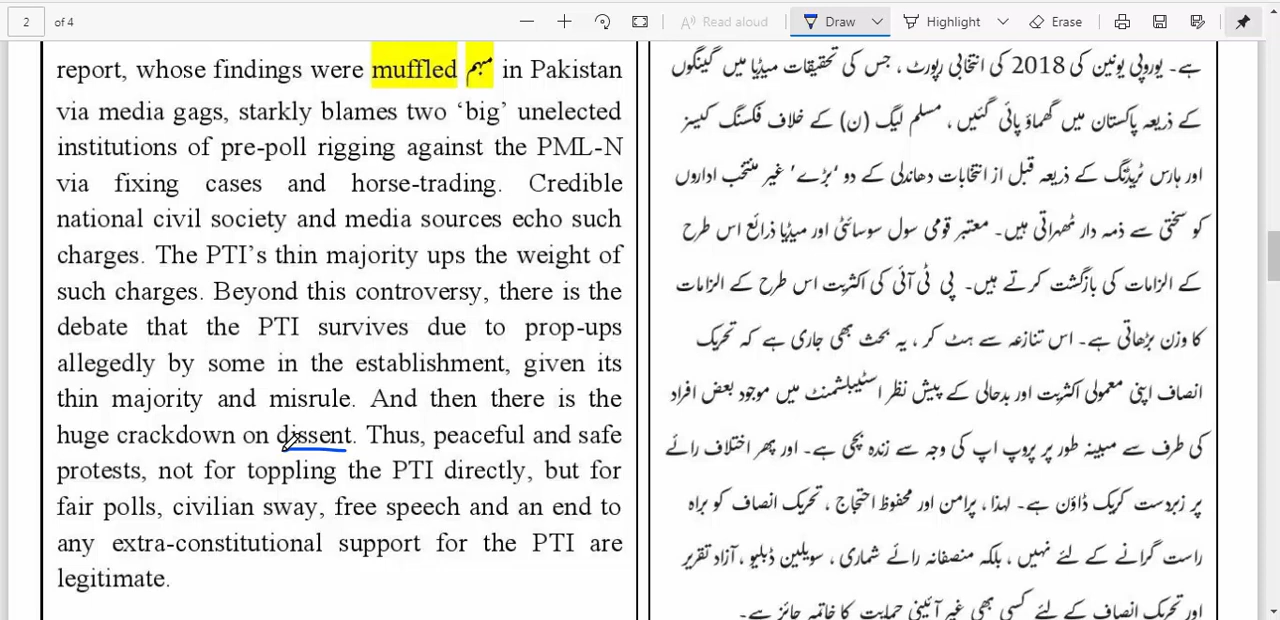 2 of 4
Read aloud Draw Highlight Erase
report, whose findings were muffled مبہم in Pakistan
via media gags, starkly blames two ‘big’ unelected
institutions of pre-poll rigging against the PML-N
via fixing cases and horse-trading. Credible
national civil society and media sources echo such
charges. The PTI’s thin majority ups the weight of
such charges. Beyond this controversy, there is the
debate that the PTI survives due to prop-ups
allegedly by some in the establishment, given its
thin majority and misrule. And then there is the
huge crackdown on dissent. Thus, peaceful and safe
protests, not for toppling the PTI directly, but for
fair polls, civilian sway, free speech and an end to
any extra-constitutional support for the PTI are
legitimate.
ہے۔ یوروپی یونین کی 2018 کی انتخابی رپورٹ ، جس کی تحقیقات میڈیا میں گینگوں
کے ذریعہ پاکستان میں گھماؤ پائی گئیں ، مسلم لیگ (ن) کے خلاف فکسنگ کیسز
اور ہارس ٹریڈنگ کے ذریعہ قبل از انتخابات دھاندلی کے دو ‘بڑے’ غیر منتخب اداروں
کو سختی سے ذمہ دار ٹھہراتی ہیں۔ معتبر قومی سول سوسائٹی اور میڈیا ذرائع اس طرح
کے الزامات کی بازگشت کرتے ہیں۔ پی ٹی آئی کی اکثریت اس طرح کے الزامات
کا وزن بڑھاتی ہے۔ اس تنازعہ سے ہٹ کر ، یہ بحث بھی جاری ہے کہ تحریک
انصاف اپنی معمولی اکثریت اور بدحالی کے پیش نظر اسٹیبلشمنٹ میں موجود بعض افراد
کی طرف سے مبینہ طور پر پروپ اپ کی وجہ سے زندہ بچی ہے۔ اور پھر اختلاف رائے
پر زبردست کریک ڈاؤن ہے۔ لہذا ، پرامن اور محفوظ احتجاج ، تحریک انصاف کو براہ
راست گرانے کے لئے نہیں ، بلکہ منصفانہ رائے شماری ، سویلین ڈبلیو ، آزاد تقریر
اور تحریک انصاف کے لئے کسی بھی غیر آئینی حمایت کا خاتمہ جائز ہے۔